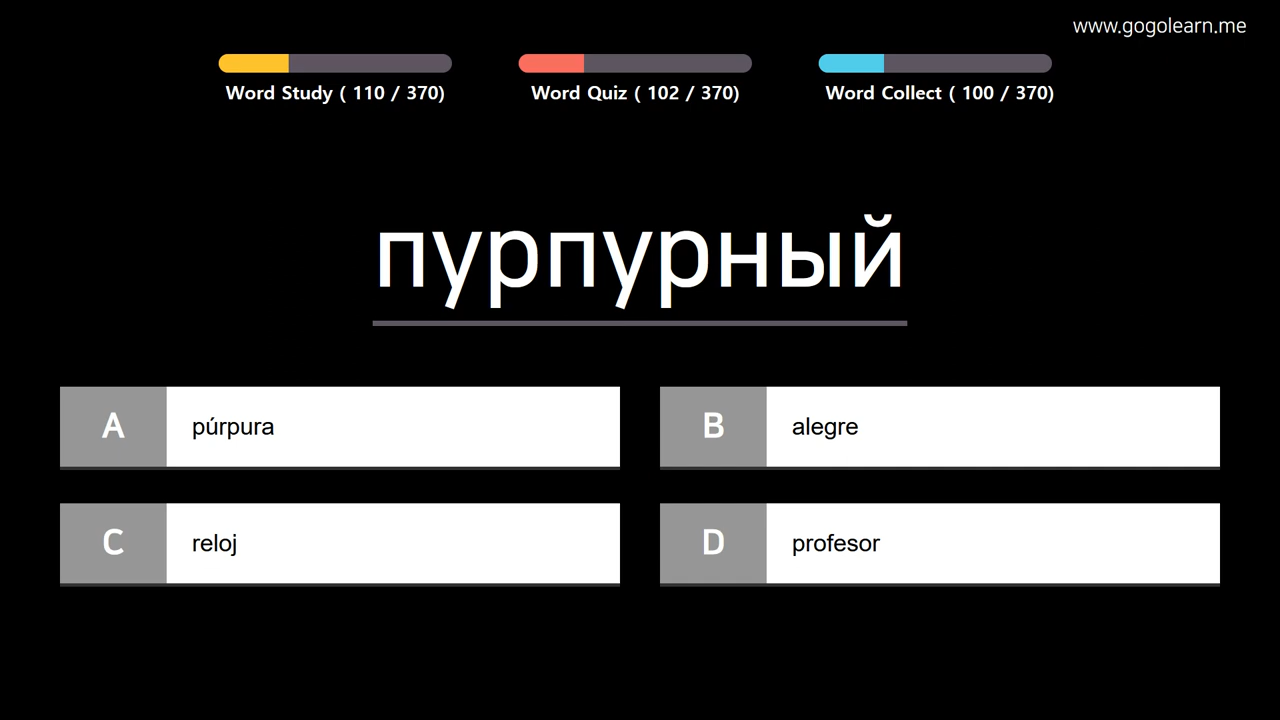 www.gogolearn.me
Word Study ( 110 / 370)
Word Quiz ( 102 / 370)
Word Collect ( 100 / 370)
пурпурный
A púrpura
B alegre
C reloj
D profesor